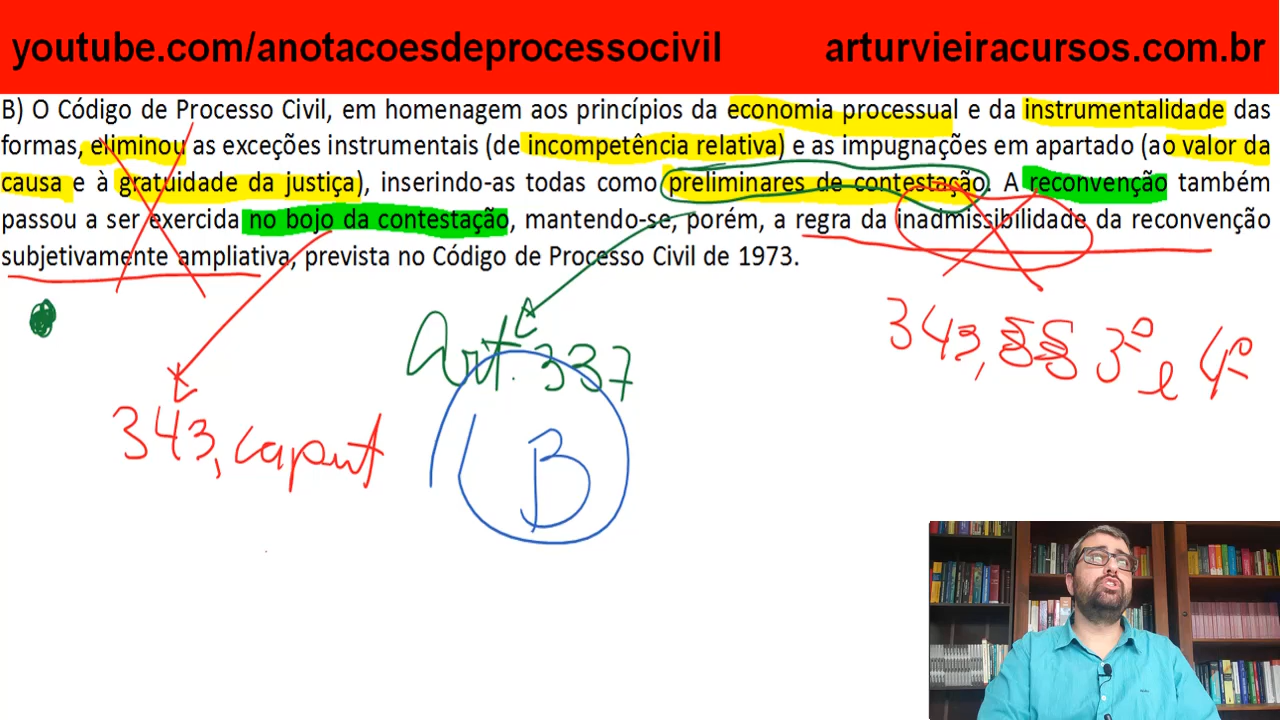 youtube.com/anotacoesdeprocessocivil arturvieiracursos.com.br
B) O Código de Processo Civil, em homenagem aos princípios da economia processual e da instrumentalidade das
formas, eliminou as exceções instrumentais (de incompetência relativa) e as impugnações em apartado (ao valor da
causa e à gratuidade da justiça), inserindo-as todas como preliminares de contestação. A reconvenção também
passou a ser exercida no bojo da contestação, mantendo-se, porém, a regra da inadmissibilidade da reconvenção
subjetivamente ampliativa, prevista no Código de Processo Civil de 1973.
343, §§ 3º e 4º
Art. 337
343, caput
B